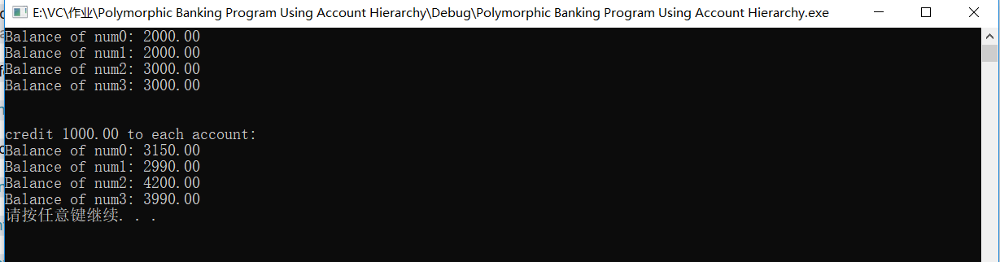 E:\VC\作业\Polymorphic Banking Program Using Account Hierarchy\Debug\Polymorphic Banking Program Using Account Hierarchy.exe
Balance of num0: 2000.00
Balance of num1: 2000.00
Balance of num2: 3000.00
Balance of num3: 3000.00
credit 1000.00 to each account:
Balance of num0: 3150.00
Balance of num1: 2990.00
Balance of num2: 4200.00
Balance of num3: 3990.00
请按任意键继续. . .